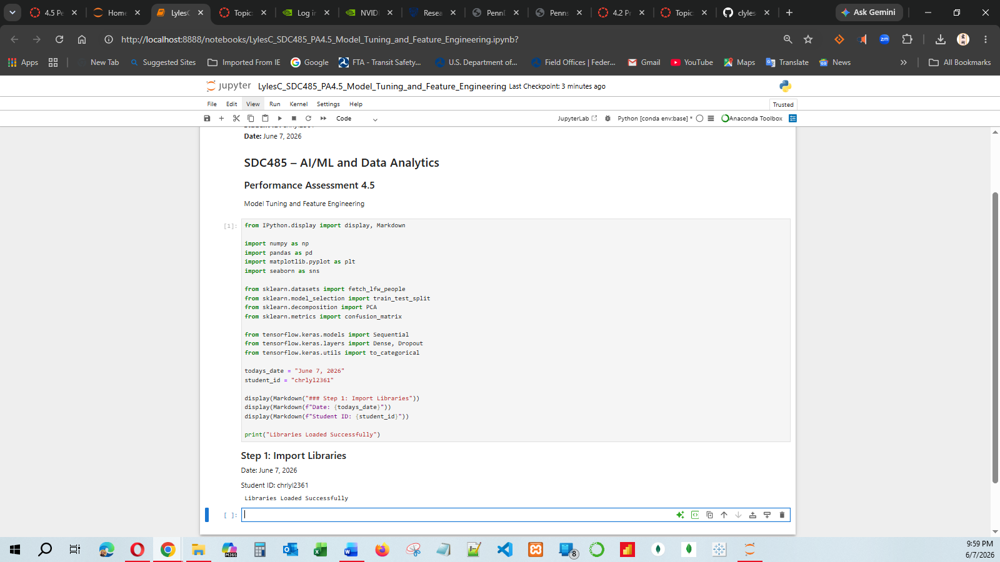 4.5 Pe
Home
LylesC
Topic
Log in
NVID
Resea
PennD
Penns
4.2 P
Topic
clyles
Ask Gemini
http://localhost:8888/notebooks/LylesC_SDC485_PA4.5_Model_Tuning_and_Feature_Engineering.ipynb?
zm
Apps
New Tab
Suggested Sites
Imported From IE
Google
FTA - Transit Safety...
U.S. Department of...
Field Offices | Feder...
Gmail
YouTube
Maps
Translate
News
All Bookmarks
jupyter LylesC_SDC485_PA4.5_Model_Tuning_and_Feature_Engineering Last Checkpoint: 3 minutes ago
File Edit View Run Kernel Settings Help
Trusted
Code
JupyterLab
Python [conda env:base] *
Anaconda Toolbox
Date: June 7, 2026
SDC485 – AI/ML and Data Analytics
Performance Assessment 4.5
Model Tuning and Feature Engineering
[1]:
from IPython.display import display, Markdown
import numpy as np
import pandas as pd
import matplotlib.pyplot as plt
import seaborn as sns
from sklearn.datasets import fetch_lfw_people
from sklearn.model_selection import train_test_split
from sklearn.decomposition import PCA
from sklearn.metrics import confusion_matrix
from tensorflow.keras.models import Sequential
from tensorflow.keras.layers import Dense, Dropout
from tensorflow.keras.utils import to_categorical
todays_date = "June 7, 2026"
student_id = "chrlyl2361"
display(Markdown("### Step 1: Import Libraries"))
display(Markdown(f"Date: {todays_date}"))
display(Markdown(f"Student ID: {student_id}"))
print("Libraries Loaded Successfully")
Step 1: Import Libraries
Date: June 7, 2026
Student ID: chrlyl2361
Libraries Loaded Successfully
[ ]:
M365
8
9:59 PM
6/7/2026